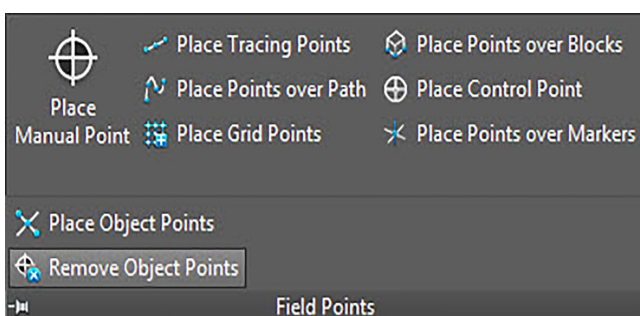 Place
Manual Point
Place Tracing Points
Place Points over Path
Place Grid Points
Place Points over Blocks
Place Control Point
Place Points over Markers
Place Object Points
Remove Object Points
Field Points